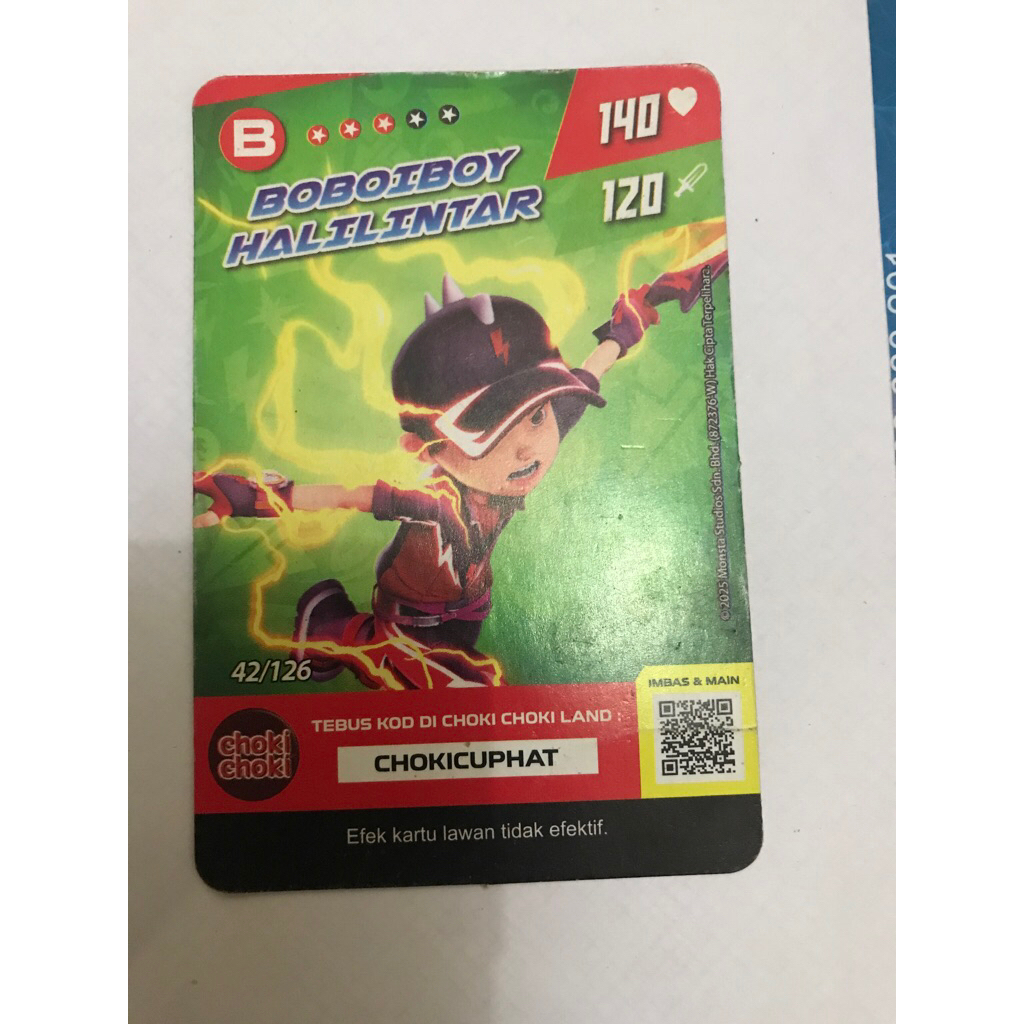 B
140
120
BOBOIBOY
HALILINTAR
© 2025 Monsta Studios Sdn. Bhd. (872376-W) Hak Cipta Terpelihara.
42/126
IMBAS & MAIN
choki
choki
TEBUS KOD DI CHOKI CHOKI LAND :
CHOKICUPHAT
Efek kartu lawan tidak efektif.